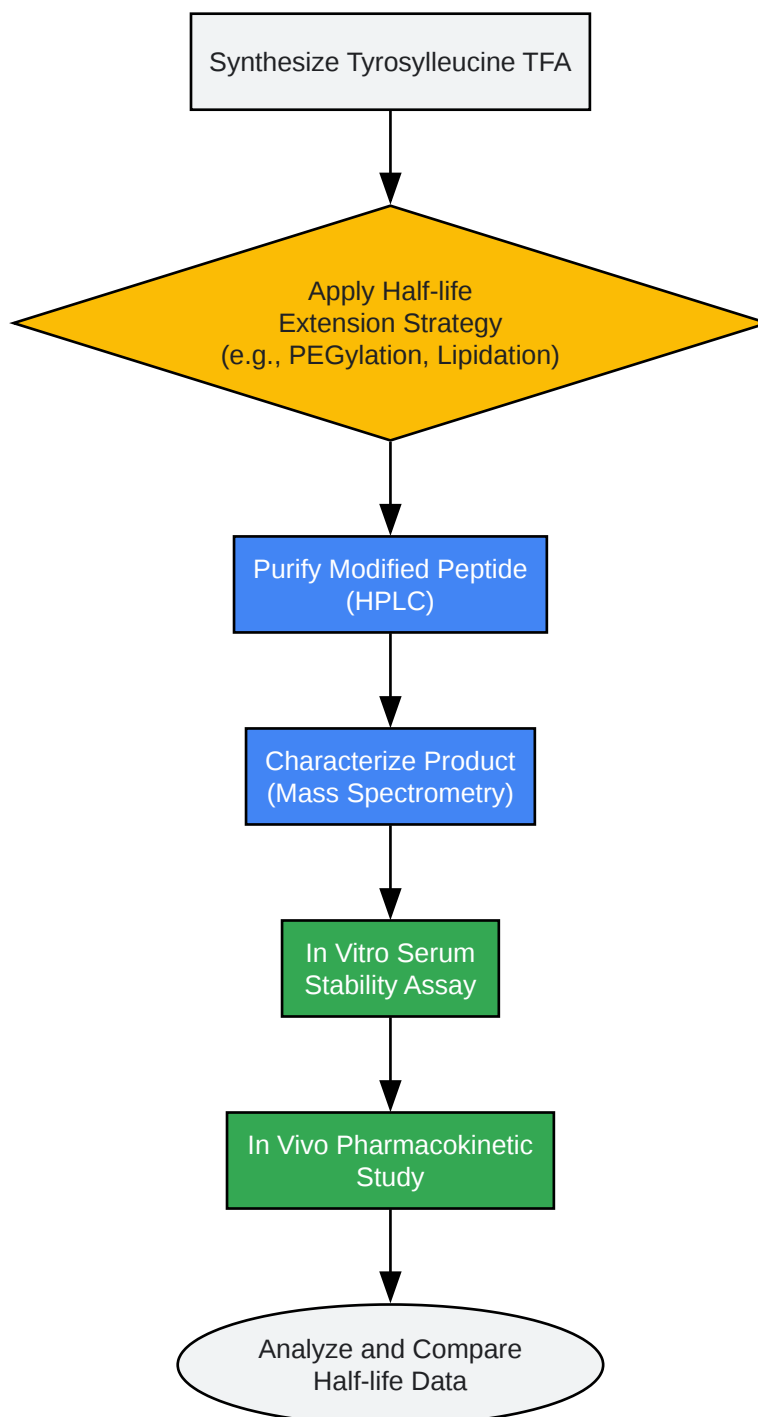 Synthesize Tyrosylleucine TFA
Apply Half-life
Extension Strategy
(e.g., PEGylation, Lipidation)
Purify Modified Peptide
(HPLC)
Characterize Product
(Mass Spectrometry)
In Vitro Serum
Stability Assay
In Vivo Pharmacokinetic
Study
Analyze and Compare
Half-life Data